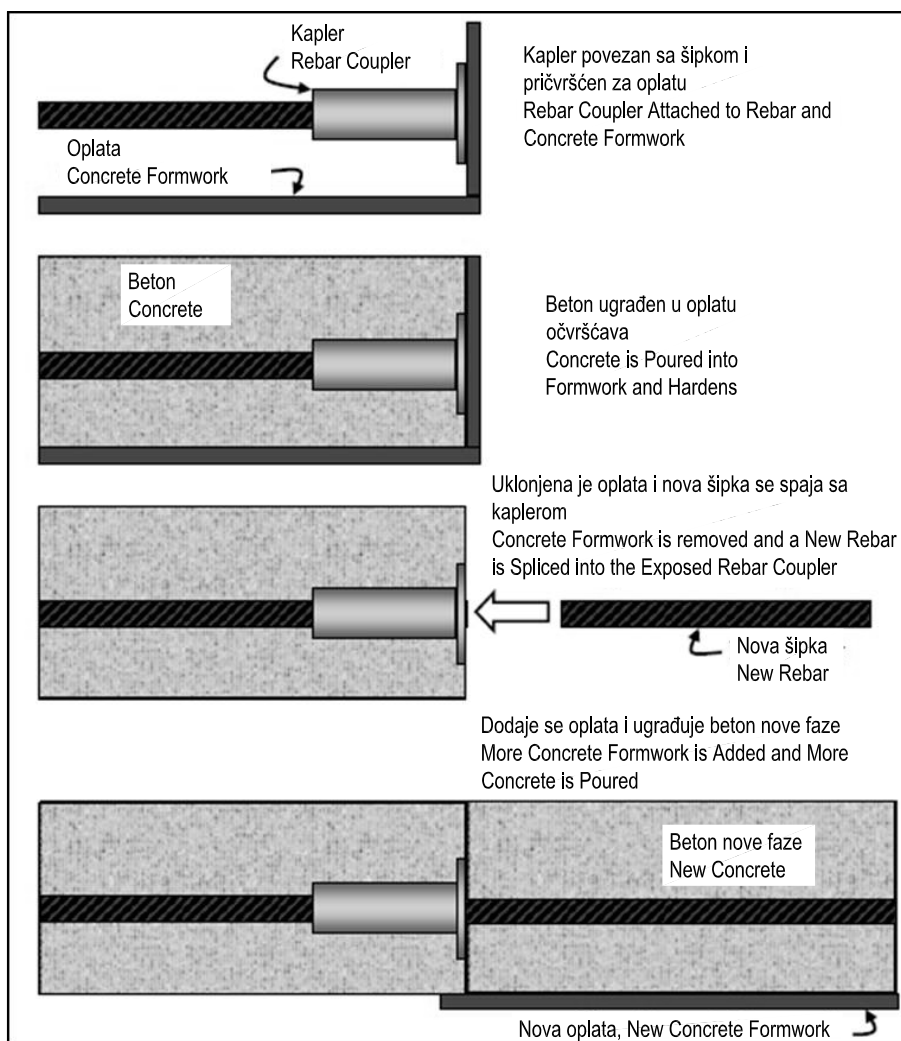 Kapler
Rebar Coupler
Kapler povezan sa šipkom i
pričvršćen za oplatu
Rebar Coupler Attached to Rebar and
Concrete Formwork
Oplata
Concrete Formwork
Beton
Concrete
Beton ugrađen u oplatu
očvršćava
Concrete is Poured into
Formwork and Hardens
Uklonjena je oplata i nova šipka se spaja sa
kaplerom
Concrete Formwork is removed and a New Rebar
is Spliced into the Exposed Rebar Coupler
Nova šipka
New Rebar
Dodaje se oplata i ugrađuje beton nove faze
More Concrete Formwork is Added and More
Concrete is Poured
Beton nove faze
New Concrete
Nova oplata, New Concrete Formwork